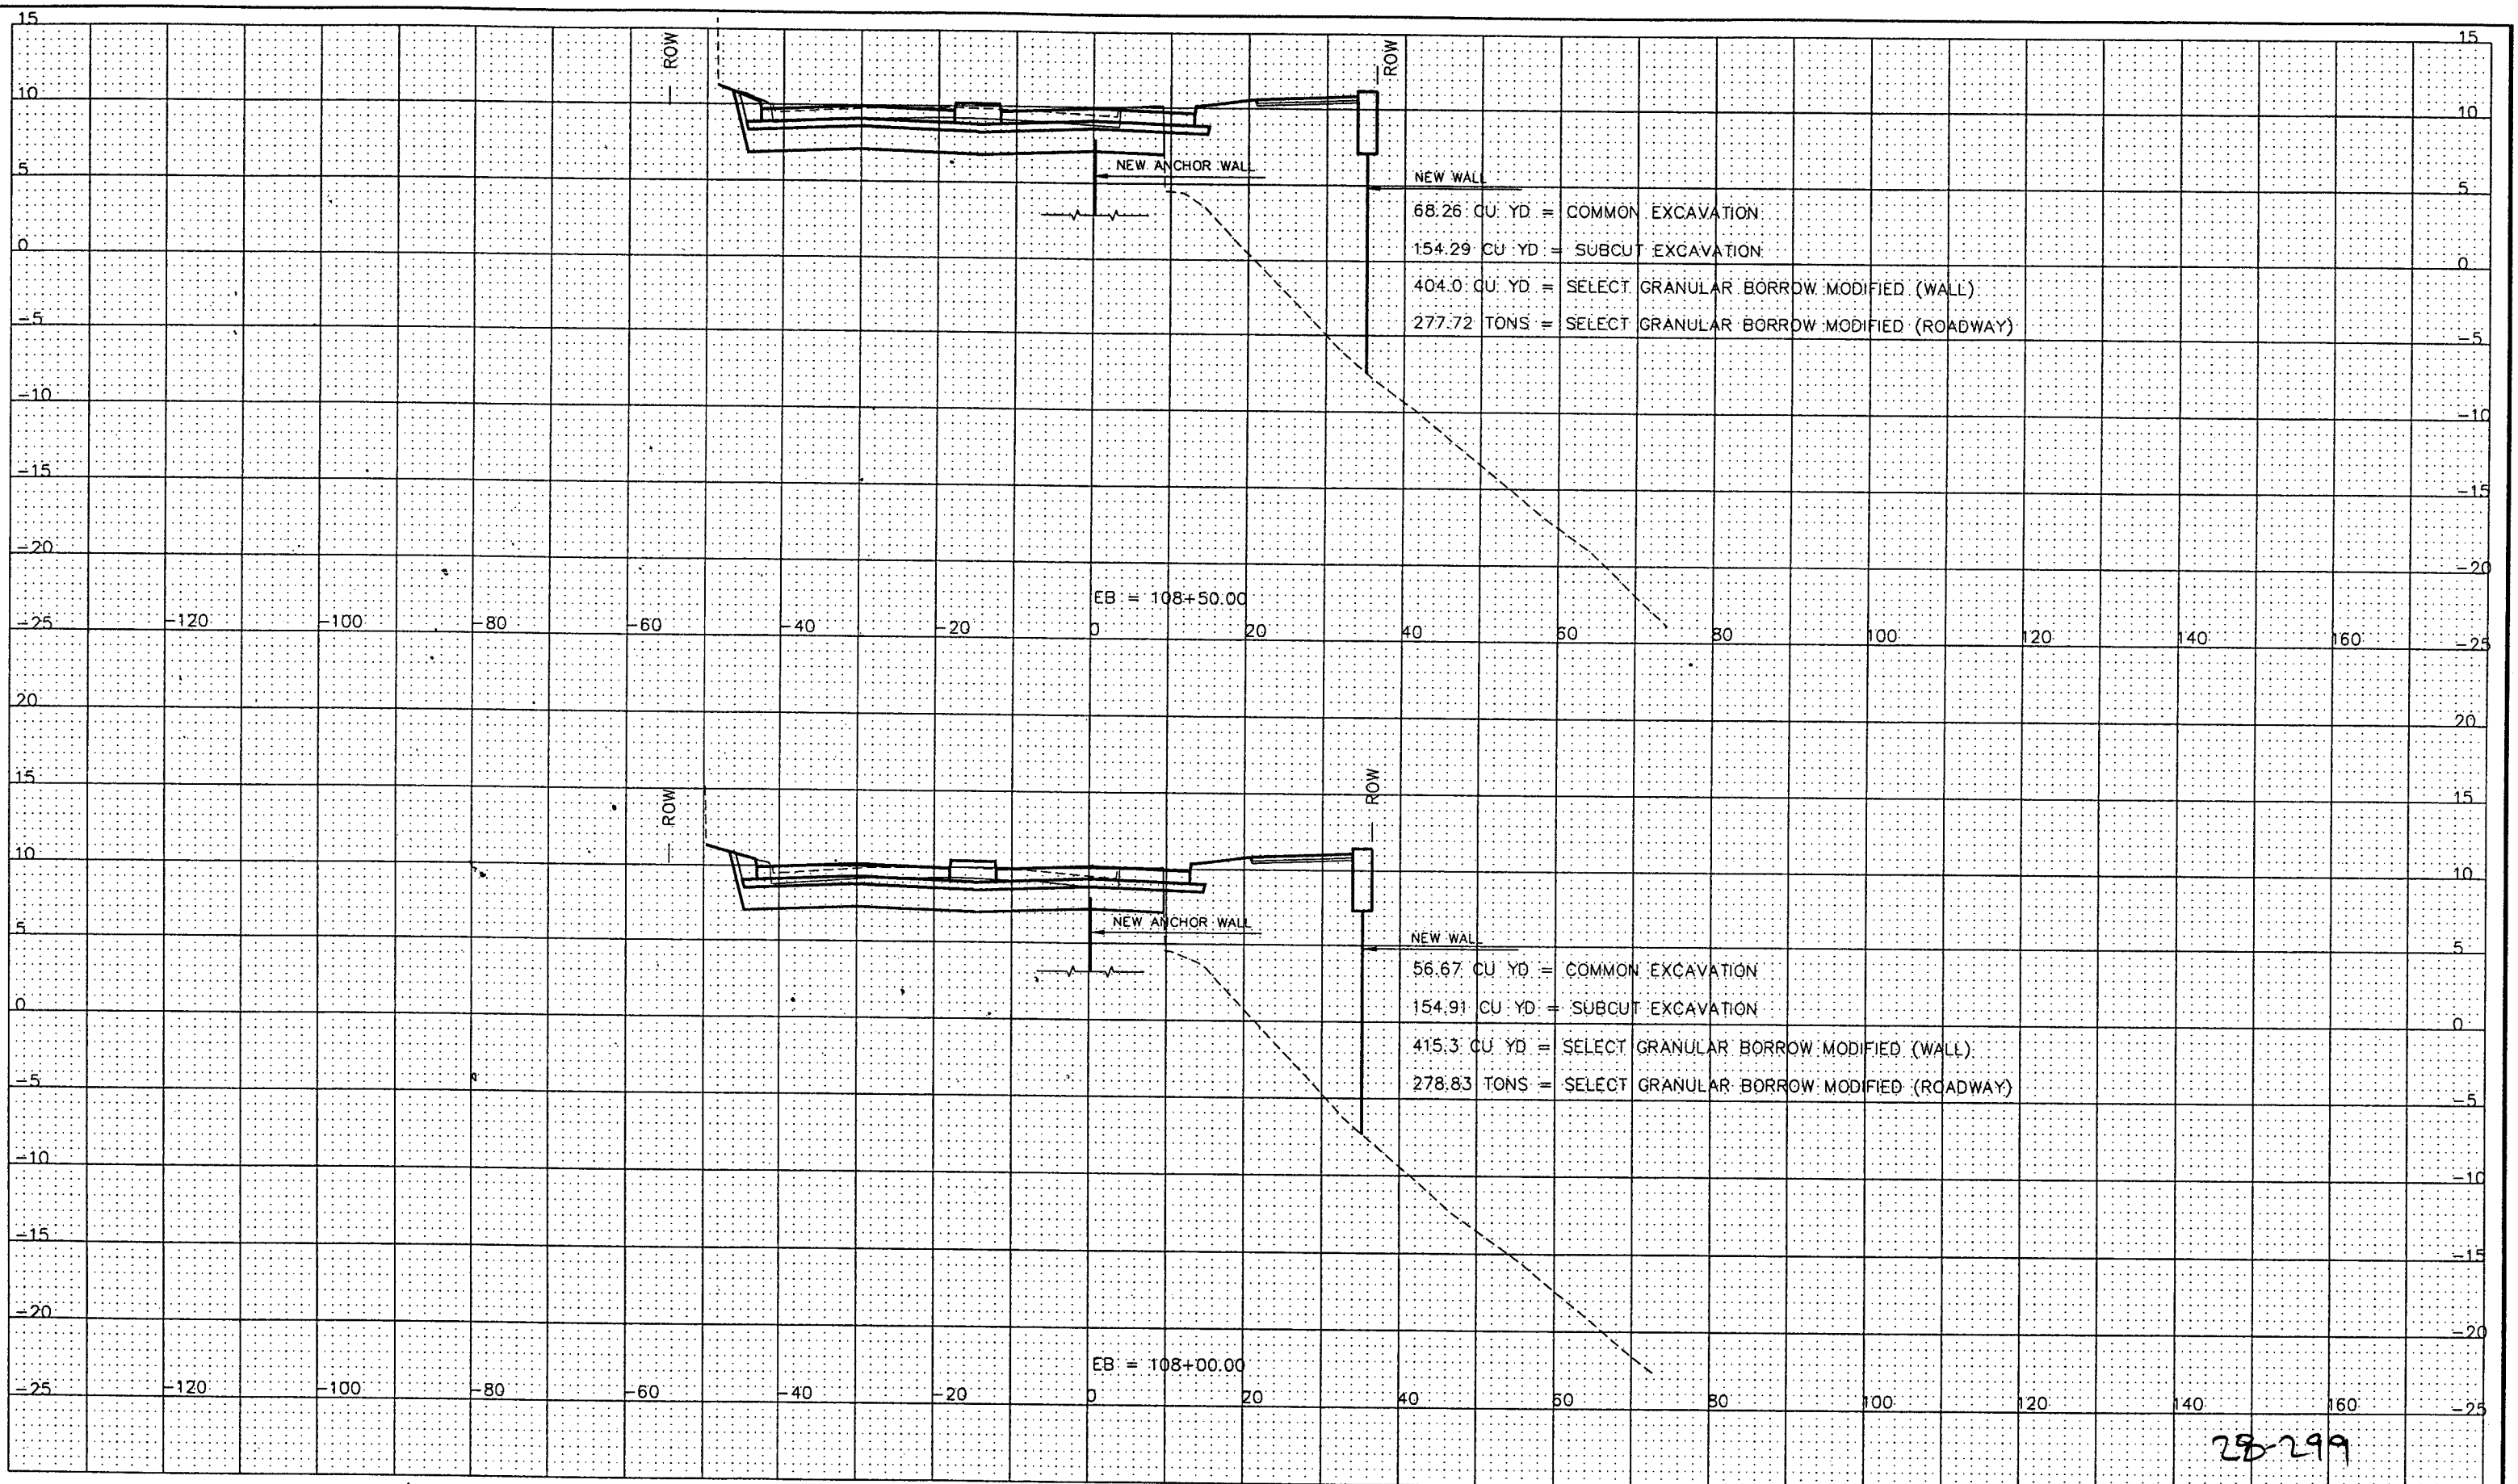 15 15
ROW ROW
10 10
NEW ANCHOR WALL
5 NEW WALL 5
68.26 CU YD = COMMON EXCAVATION
0 154.29 CU YD = SUBCUT EXCAVATION 0
404.0 CU YD = SELECT GRANULAR BORROW MODIFIED (WALL)
-5 277.72 TONS = SELECT GRANULAR BORROW MODIFIED (ROADWAY) -5
-10 -10
-15 -15
-20 -20
EB = 108+50.00
-25 -120 -100 -80 -60 -40 -20 0 20 40 60 80 100 120 140 160 -25
20 20
15 15
ROW ROW
10 10
NEW ANCHOR WALL
5 NEW WALL 5
56.67 CU YD = COMMON EXCAVATION
0 154.91 CU YD = SUBCUT EXCAVATION 0
415.3 CU YD = SELECT GRANULAR BORROW MODIFIED (WALL)
-5 278.83 TONS = SELECT GRANULAR BORROW MODIFIED (ROADWAY) -5
-10 -10
-15 -15
-20 -20
EB = 108+00.00
-25 -120 -100 -80 -60 -40 -20 0 20 40 60 80 100 120 140 160 -25
28-299